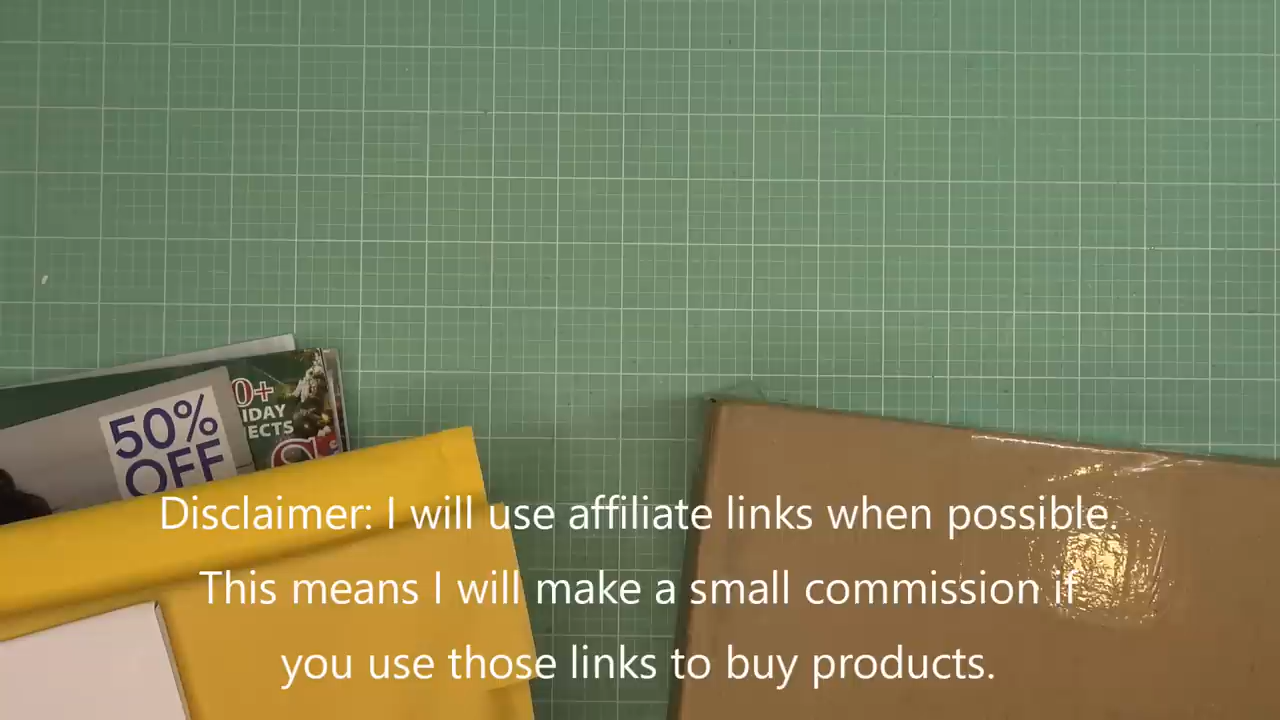 50%
OFF
0+
IDAY
ECTS
Disclaimer: I will use affiliate links when possible.
This means I will make a small commission if
you use those links to buy products.